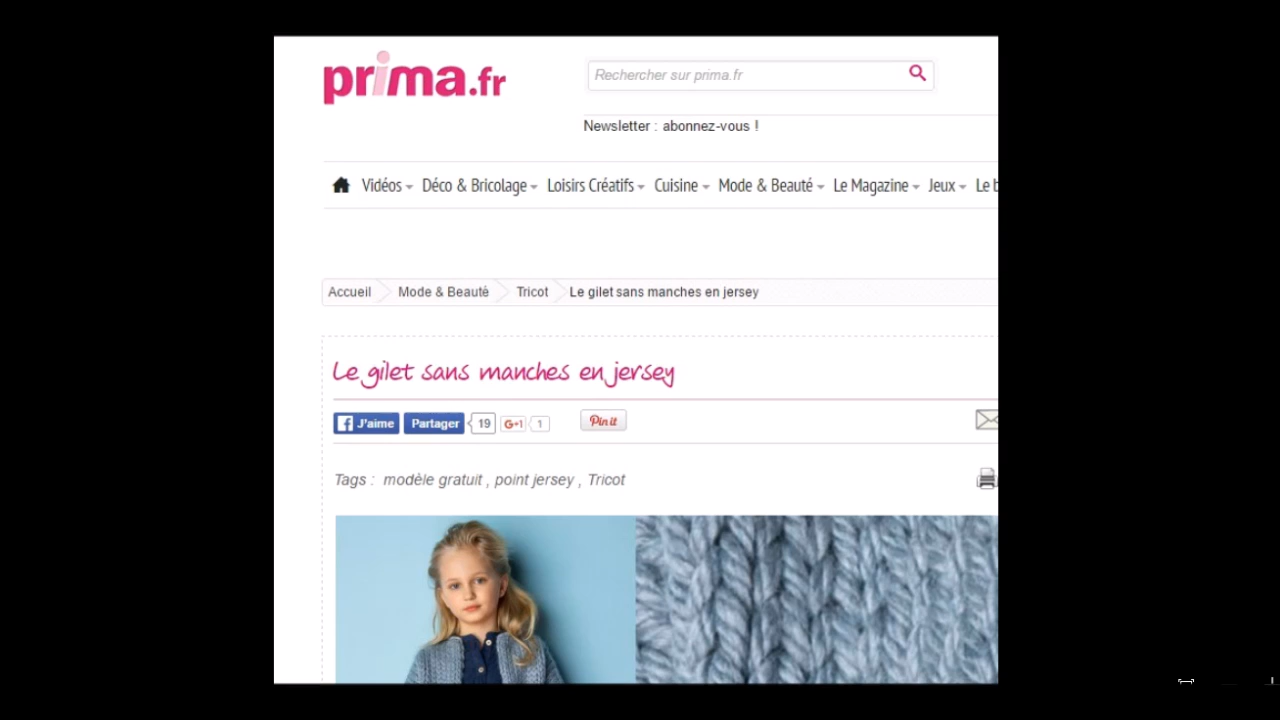 prima.fr
Rechercher sur prima.fr
Newsletter : abonnez-vous !
Vidéos Déco & Bricolage Loisirs Créatifs Cuisine Mode & Beauté Le Magazine Jeux Le b
Accueil Mode & Beauté Tricot Le gilet sans manches en jersey
Le gilet sans manches en jersey
J'aime Partager 19 G+1 1 Pin it
Tags : modèle gratuit , point jersey , Tricot